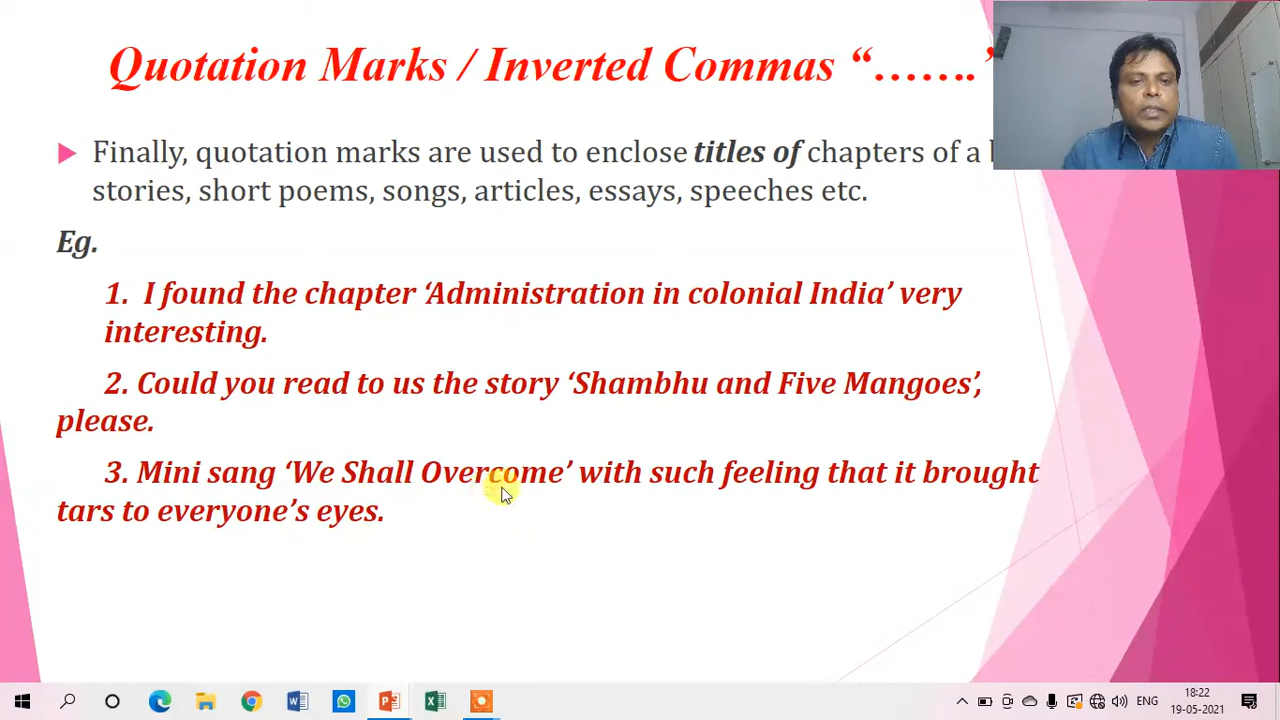 Quotation Marks / Inverted Commas “…….’
Finally, quotation marks are used to enclose titles of chapters of a
stories, short poems, songs, articles, essays, speeches etc.
Eg.
1. I found the chapter ‘Administration in colonial India’ very
interesting.
2. Could you read to us the story ‘Shambhu and Five Mangoes’,
please.
3. Mini sang ‘We Shall Overcome’ with such feeling that it brought
tars to everyone’s eyes.
ENG
18:22
19-05-2021